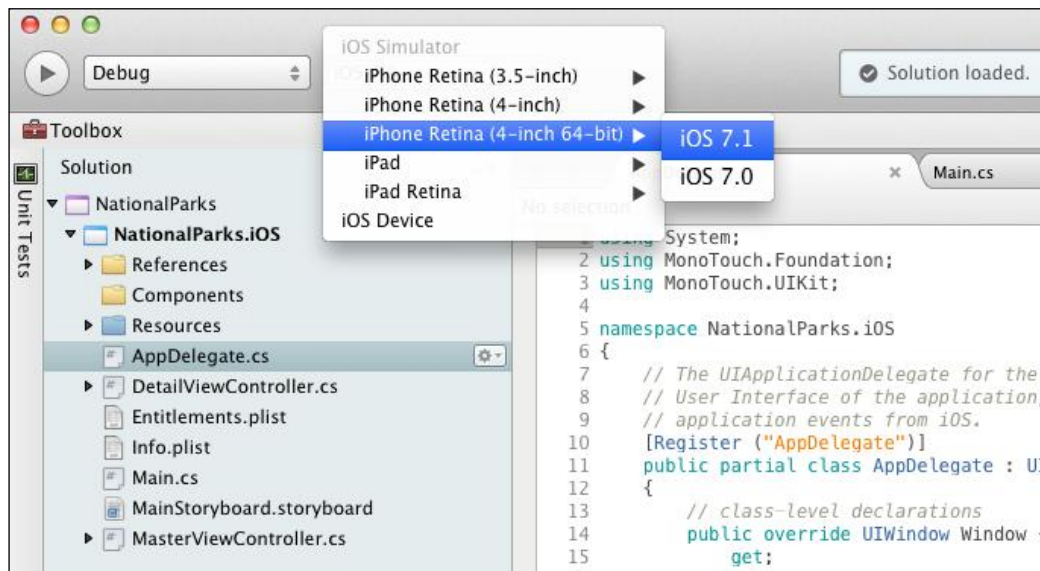 iOS Simulator
iPhone Retina (3.5-inch)
iPhone Retina (4-inch)
iPhone Retina (4-inch 64-bit)
iPad
iPad Retina
iOS Device
iOS 7.1
iOS 7.0
Debug
Solution loaded.
Toolbox
Unit Tests
Solution
NationalParks
NationalParks.iOS
References
Components
Resources
AppDelegate.cs
DetailViewController.cs
Entitlements.plist
Info.plist
Main.cs
MainStoryboard.storyboard
MasterViewController.cs
Main.cs
No selection
1 using System;
2 using MonoTouch.Foundation;
3 using MonoTouch.UIKit;
4
5 namespace NationalParks.iOS
6 {
7 // The UIApplicationDelegate for the
8 // User Interface of the application,
9 // application events from iOS.
10 [Register ("AppDelegate")]
11 public partial class AppDelegate : UI
12 {
13 // class-level declarations
14 public override UIWindow Window {
15 get;